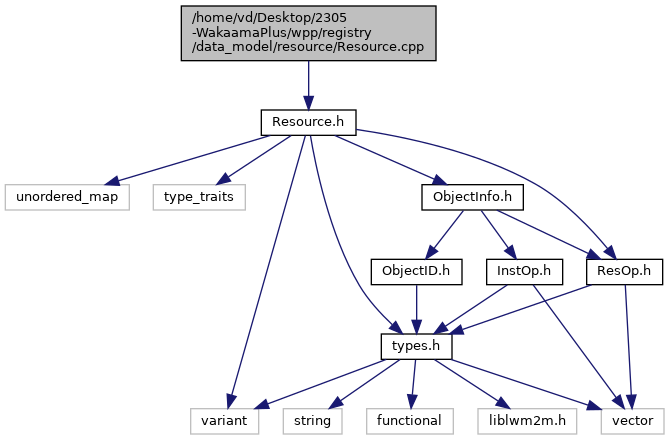 /home/vd/Desktop/2305
-WakaamaPlus/wpp/registry
/data_model/resource/Resource.cpp
Resource.h
unordered_map
type_traits
ObjectInfo.h
ObjectID.h
InstOp.h
ResOp.h
types.h
variant
string
functional
liblwm2m.h
vector